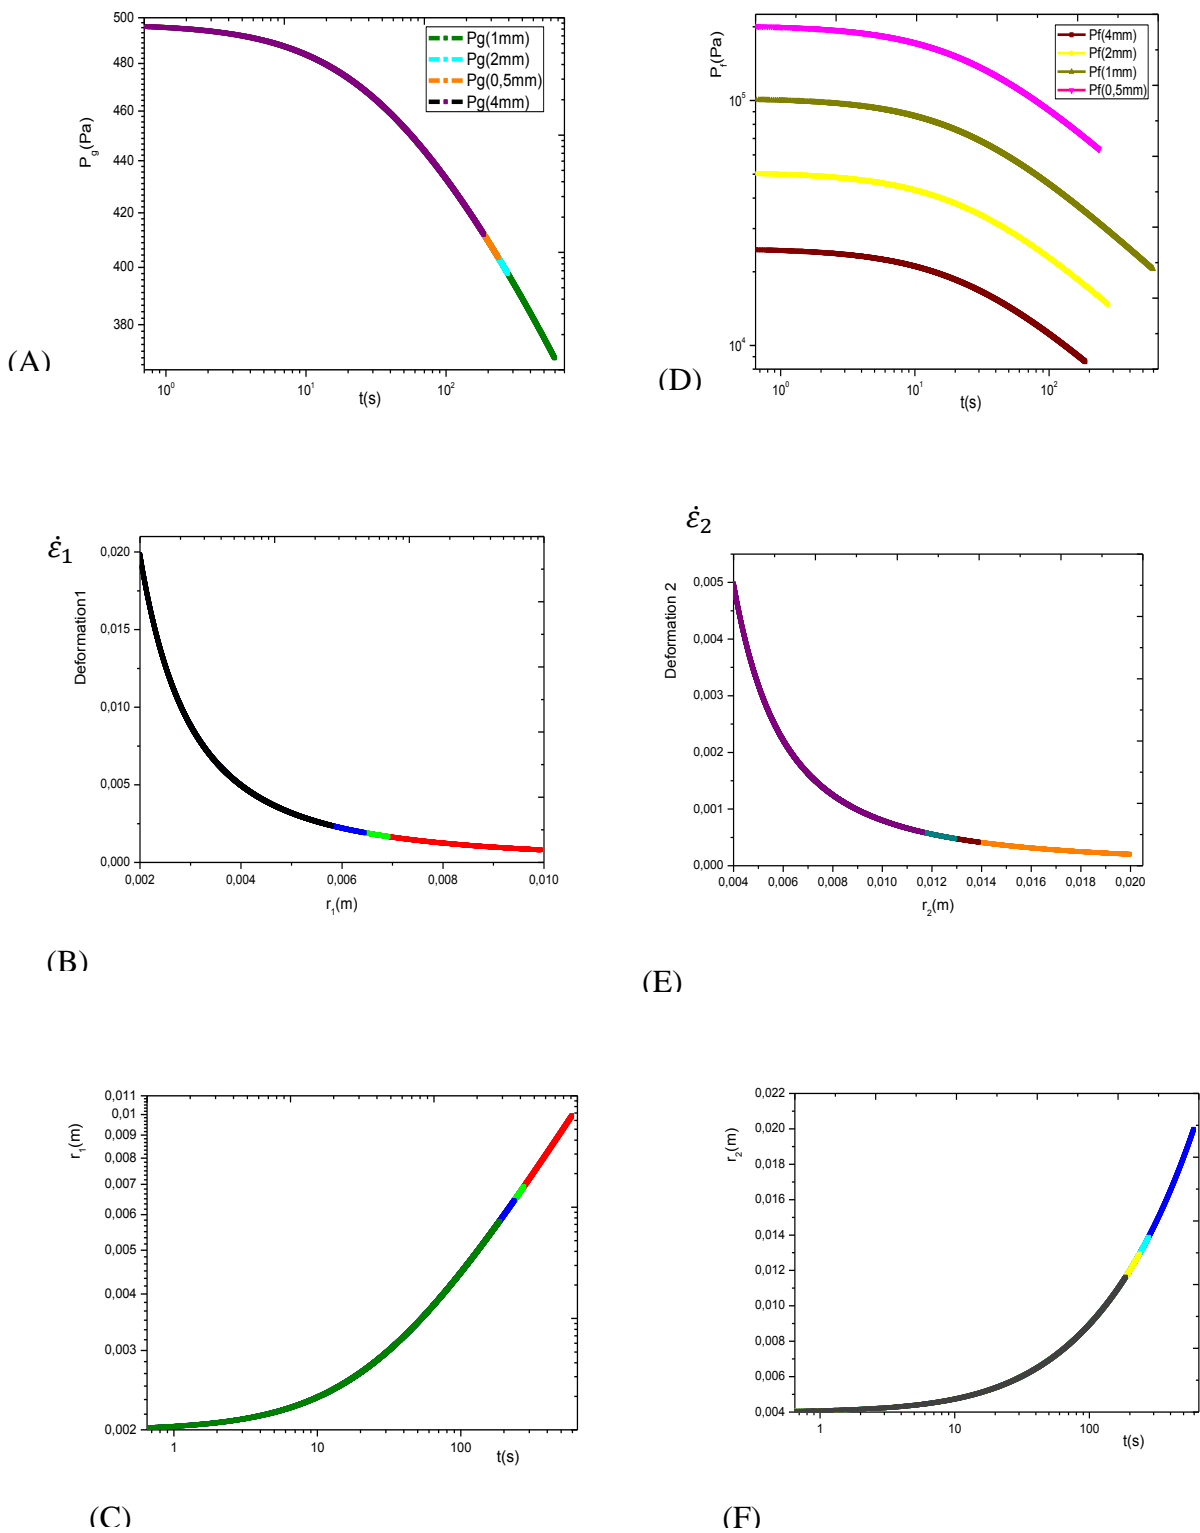 500
480
460
440
420
400
380
P_g(Pa)
Pg(1mm)
Pg(2mm)
Pg(0,5mm)
Pg(4mm)
10^0
10^1
10^2
t(s)
(A)
P_f(Pa)
10^5
10^4
Pf(4mm)
Pf(2mm)
Pf(1mm)
Pf(0,5mm)
10^0
10^1
10^2
t(s)
(D)
ε̇_1
Deformation1
0,020
0,015
0,010
0,005
0,000
0,002 0,004 0,006 0,008 0,010
r_1(m)
(B)
ε̇_2
Deformation 2
0,005
0,004
0,003
0,002
0,001
0,000
0,004 0,006 0,008 0,010 0,012 0,014 0,016 0,018 0,020
r_2(m)
(E)
r_1(m)
0,011
0,01
0,009
0,008
0,007
0,006
0,005
0,004
0,003
0,002
1 10 100
t(s)
(C)
r_2(m)
0,022
0,020
0,018
0,016
0,014
0,012
0,010
0,008
0,006
0,004
1 10 100
t(s)
(F)